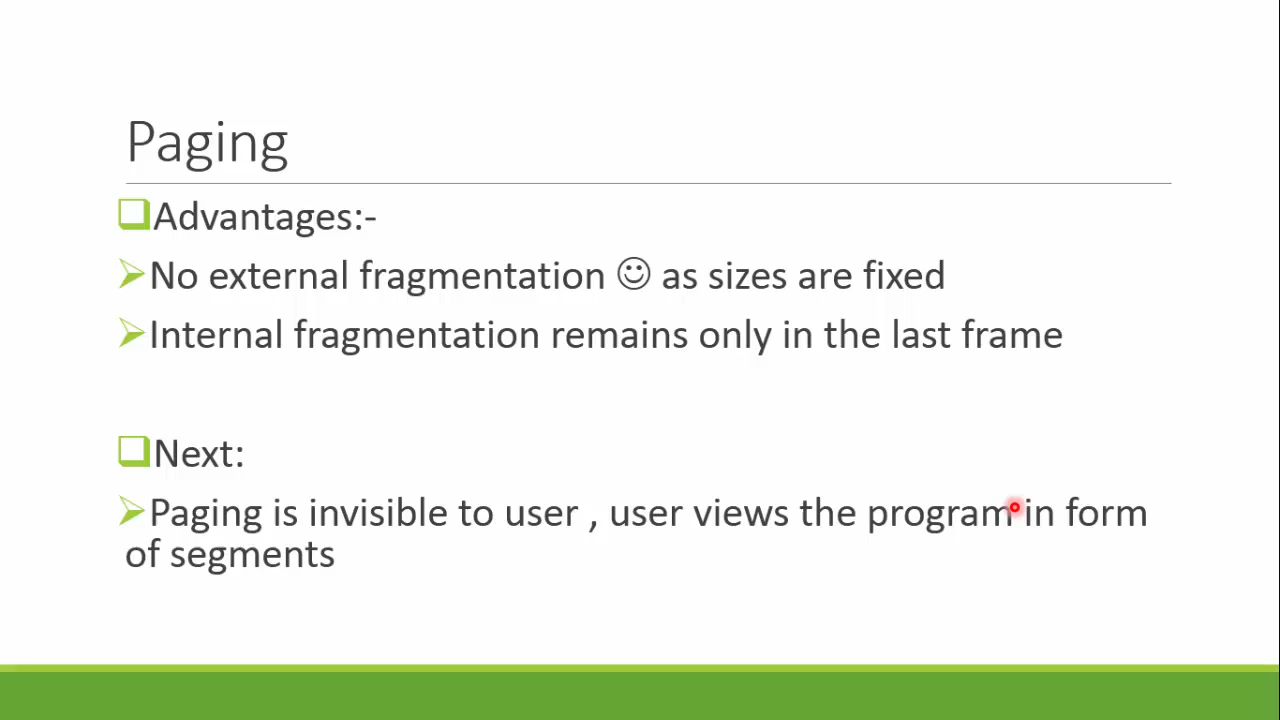 Paging
Advantages:-
No external fragmentation ☺ as sizes are fixed
Internal fragmentation remains only in the last frame
Next:
Paging is invisible to user , user views the program in form
of segments